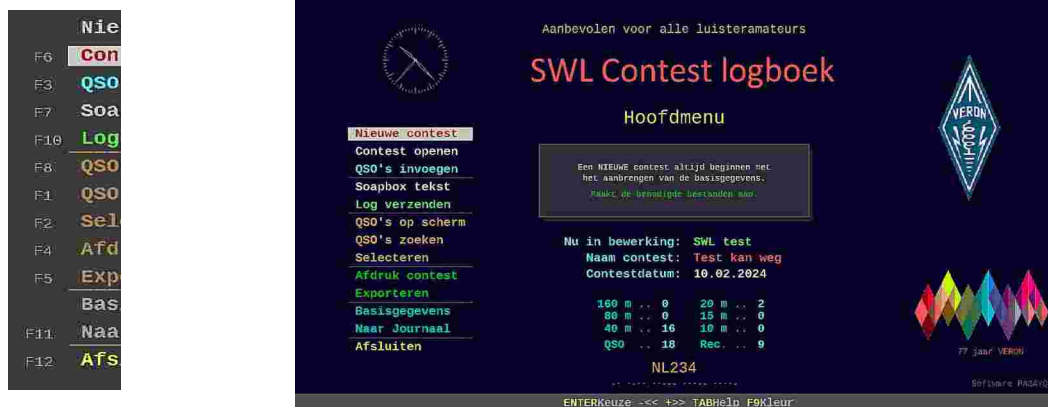 Nie
F6 Con
F3 QSO
F7 Soa
F10 Log
F8 QSO
F1 QSO
F2 Sel
F4 Afd
F5 Exp
Bas
F11 Naa
F12 Afs
Aanbevolen voor alle luisteramateurs
SWL Contest logboek
Hoofdmenu
Nieuwe contest
Contest openen
QSO's invoegen
Soapbox tekst
Log verzenden
QSO's op scherm
QSO's zoeken
Selecteren
Afdruk contest
Exporteren
Basisgegevens
Naar Journaal
Afsluiten
Een NIEUWE contest altijd beginnen met
het aanbrengen van de basisgegevens.
Maakt de benodigde bestanden aan.
Nu in bewerking: SWL test
Naam contest: Test kan weg
Contestdatum: 10.02.2024
160 m .. 0 20 m .. 2
80 m .. 0 15 m .. 0
40 m .. 16 10 m .. 0
QSO .. 18 Rec. .. 9
NL234
VERON
77 jaar VERON
Software
ENTERKeuze -<< +>> TABHelp F9Kleur